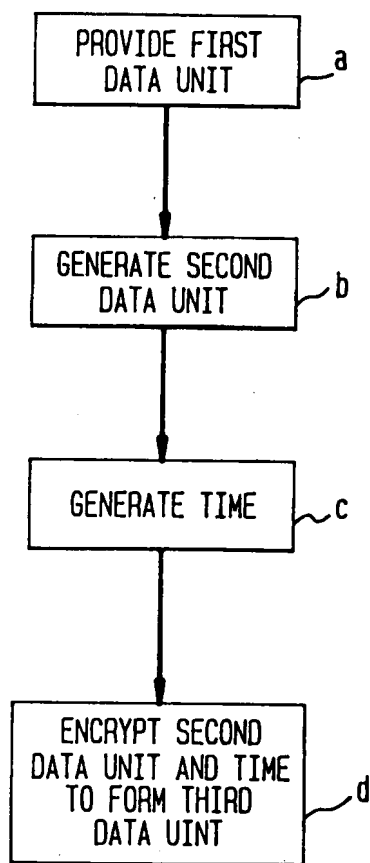 PROVIDE FIRST
DATA UNIT
a
GENERATE SECOND
DATA UNIT
b
GENERATE TIME
c
ENCRYPT SECOND
DATA UNIT AND TIME
TO FORM THIRD
DATA UINT
d